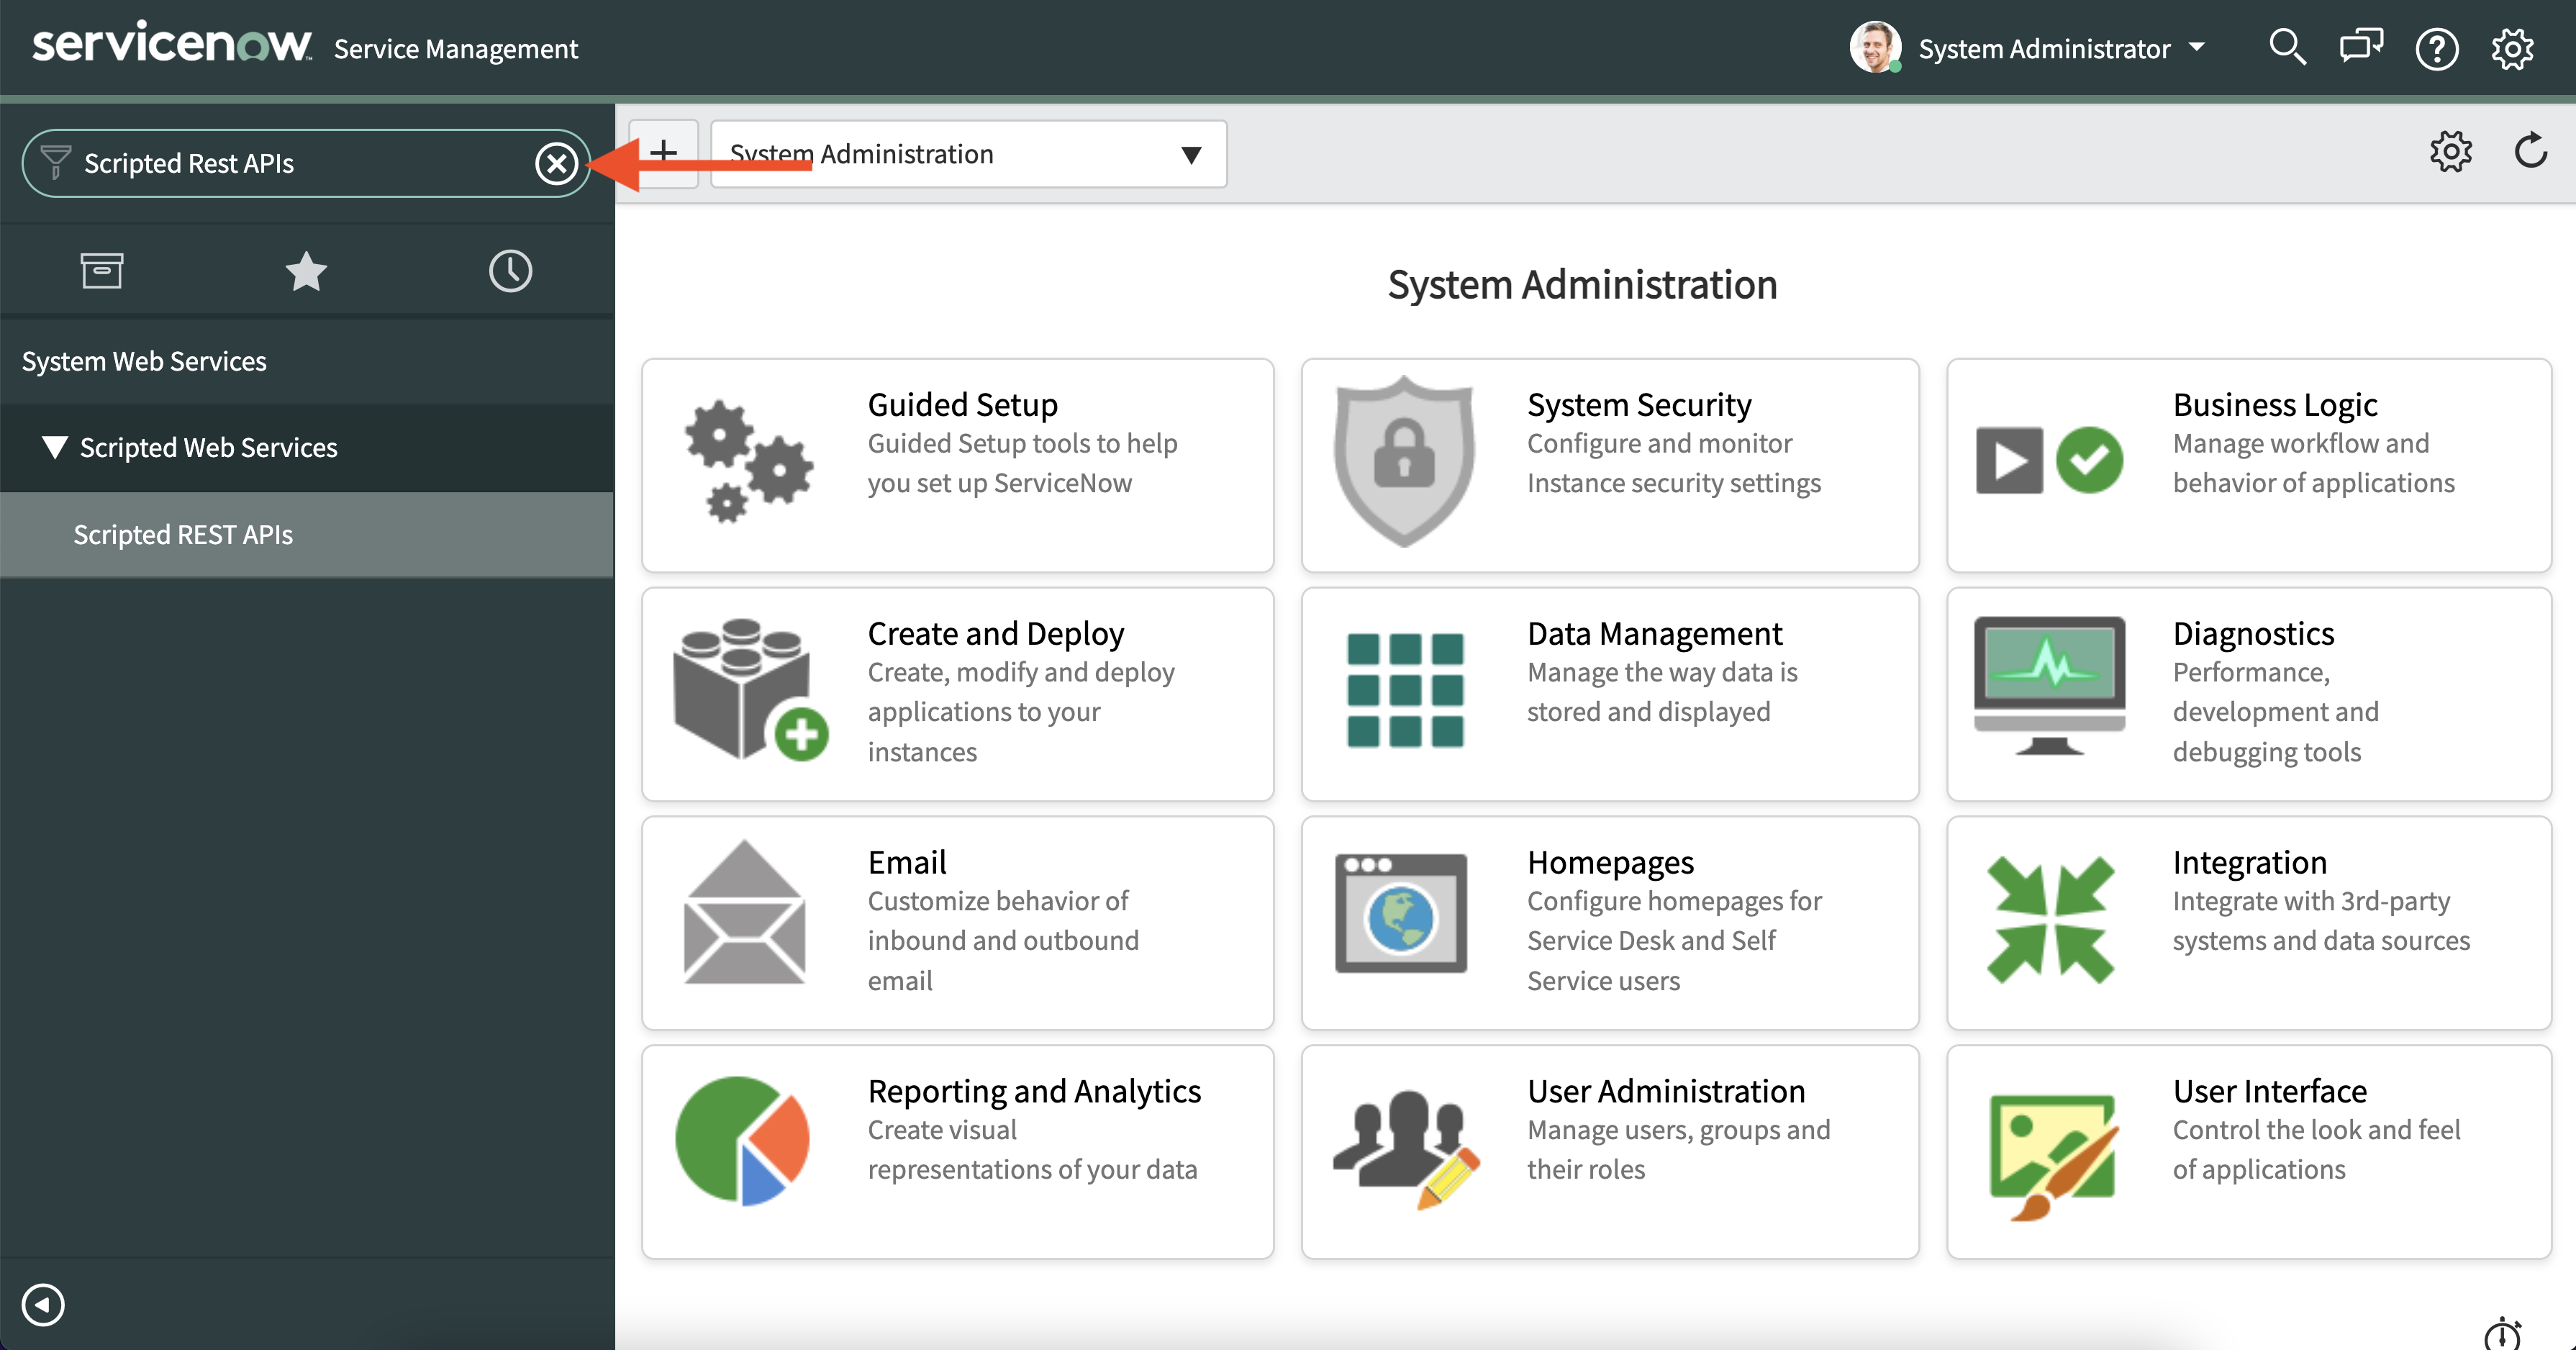 servicenow™ Service Management
System Administrator
Scripted Rest APIs
System Administration
System Web Services
Scripted Web Services
Scripted REST APIs
System Administration
Guided Setup
Guided Setup tools to help
you set up ServiceNow
System Security
Configure and monitor
Instance security settings
Business Logic
Manage workflow and
behavior of applications
Create and Deploy
Create, modify and deploy
applications to your
instances
Data Management
Manage the way data is
stored and displayed
Diagnostics
Performance,
development and
debugging tools
Email
Customize behavior of
inbound and outbound
email
Homepages
Configure homepages for
Service Desk and Self
Service users
Integration
Integrate with 3rd-party
systems and data sources
Reporting and Analytics
Create visual
representations of your data
User Administration
Manage users, groups and
their roles
User Interface
Control the look and feel
of applications